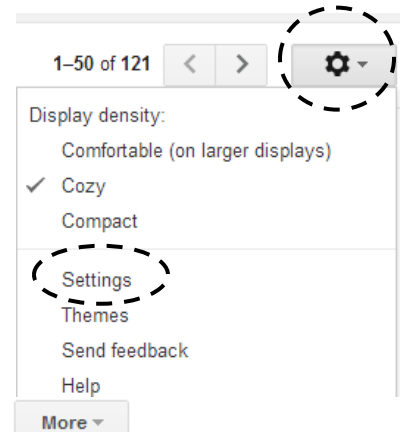 1–50 of 121
Display density:
Comfortable (on larger displays)
Cozy
Compact
Settings
Themes
Send feedback
Help
More